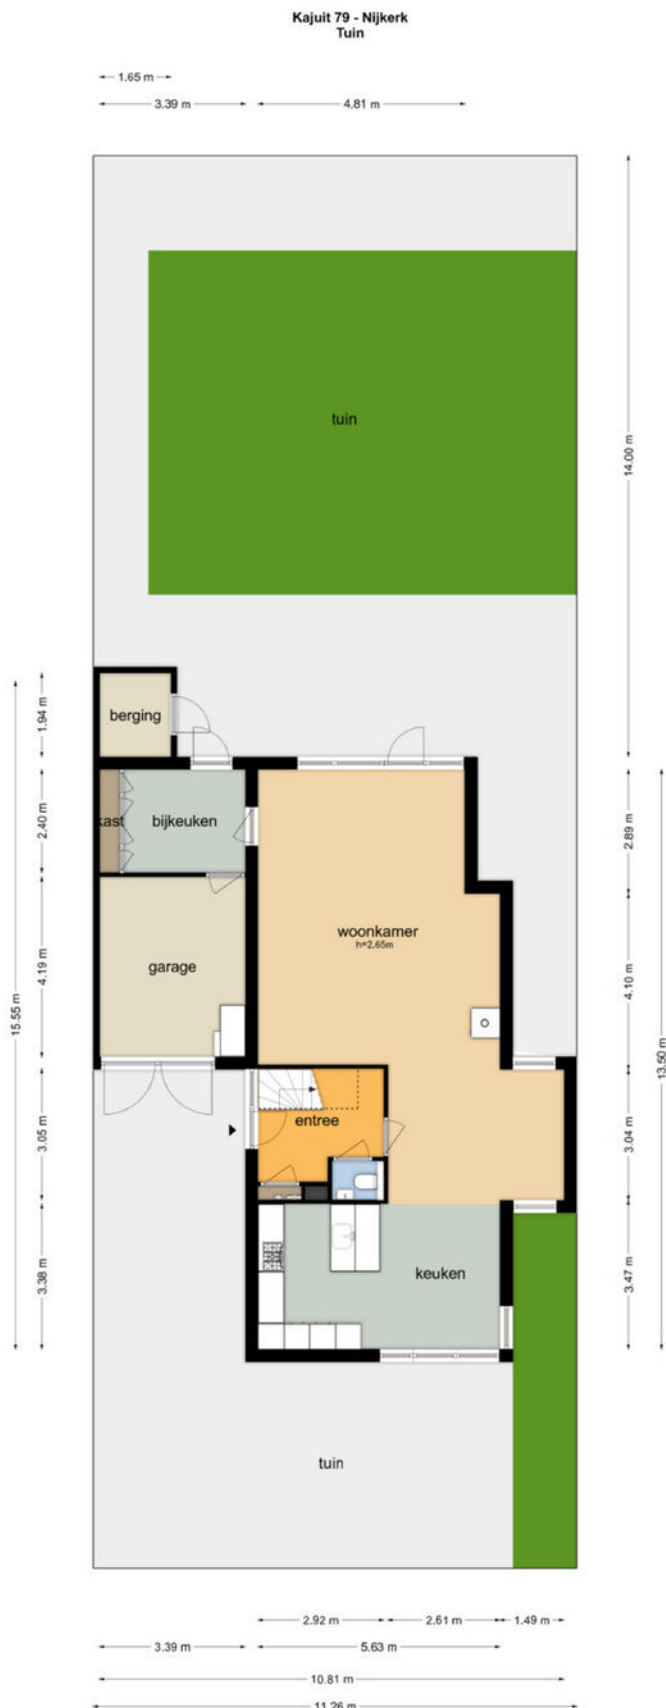 Kajuit 79 - Nijkerk
Tuin
1.65 m
3.39 m
4.81 m
tuin
14.00 m
berging
1.94 m
kast
bijkeuken
2.40 m
2.89 m
woonkamer
h=2.65m
garage
4.19 m
4.10 m
15.55 m
13.50 m
entree
3.05 m
3.04 m
keuken
3.38 m
3.47 m
tuin
2.92 m
2.61 m
1.49 m
3.39 m
5.63 m
10.81 m
11.26 m